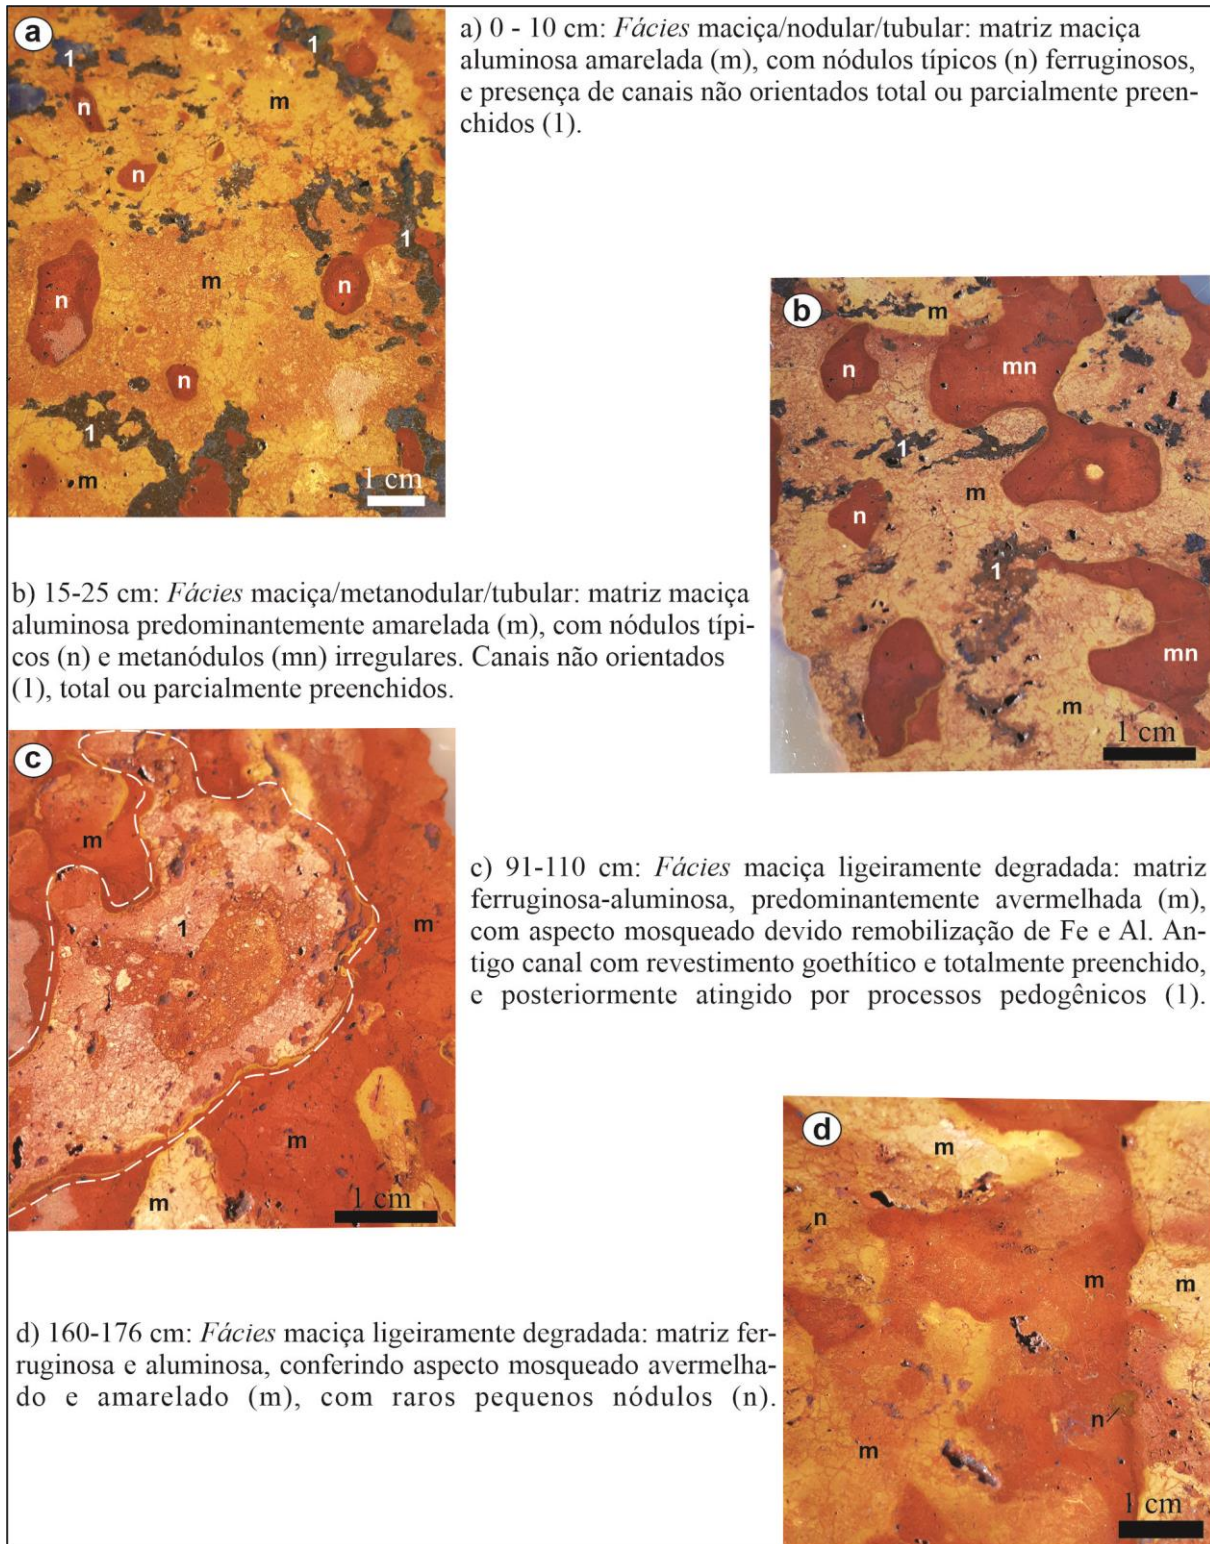 a
1
1
n
m
n
1
m
n
n
n
1
m
1 cm
a) 0 - 10 cm: Fácies maciça/nodular/tubular: matriz maciça
aluminosa amarelada (m), com nódulos típicos (n) ferruginosos,
e presença de canais não orientados total ou parcialmente preen-
chidos (1).
b
m
n
mn
1
m
n
1
mn
m
1 cm
b) 15-25 cm: Fácies maciça/metanodular/tubular: matriz maciça
aluminosa predominantemente amarelada (m), com nódulos típi-
cos (n) e metanódulos (mn) irregulares. Canais não orientados
(1), total ou parcialmente preenchidos.
c
m
1
m
m
m
1 cm
c) 91-110 cm: Fácies maciça ligeiramente degradada: matriz
ferruginosa-aluminosa, predominantemente avermelhada (m),
com aspecto mosqueado devido remobilização de Fe e Al. An-
tigo canal com revestimento goethítico e totalmente preenchido,
e posteriormente atingido por processos pedogênicos (1).
d
m
n
m
m
n
m
1 cm
d) 160-176 cm: Fácies maciça ligeiramente degradada: matriz fer-
ruginosa e aluminosa, conferindo aspecto mosqueado avermelha-
do e amarelado (m), com raros pequenos nódulos (n).